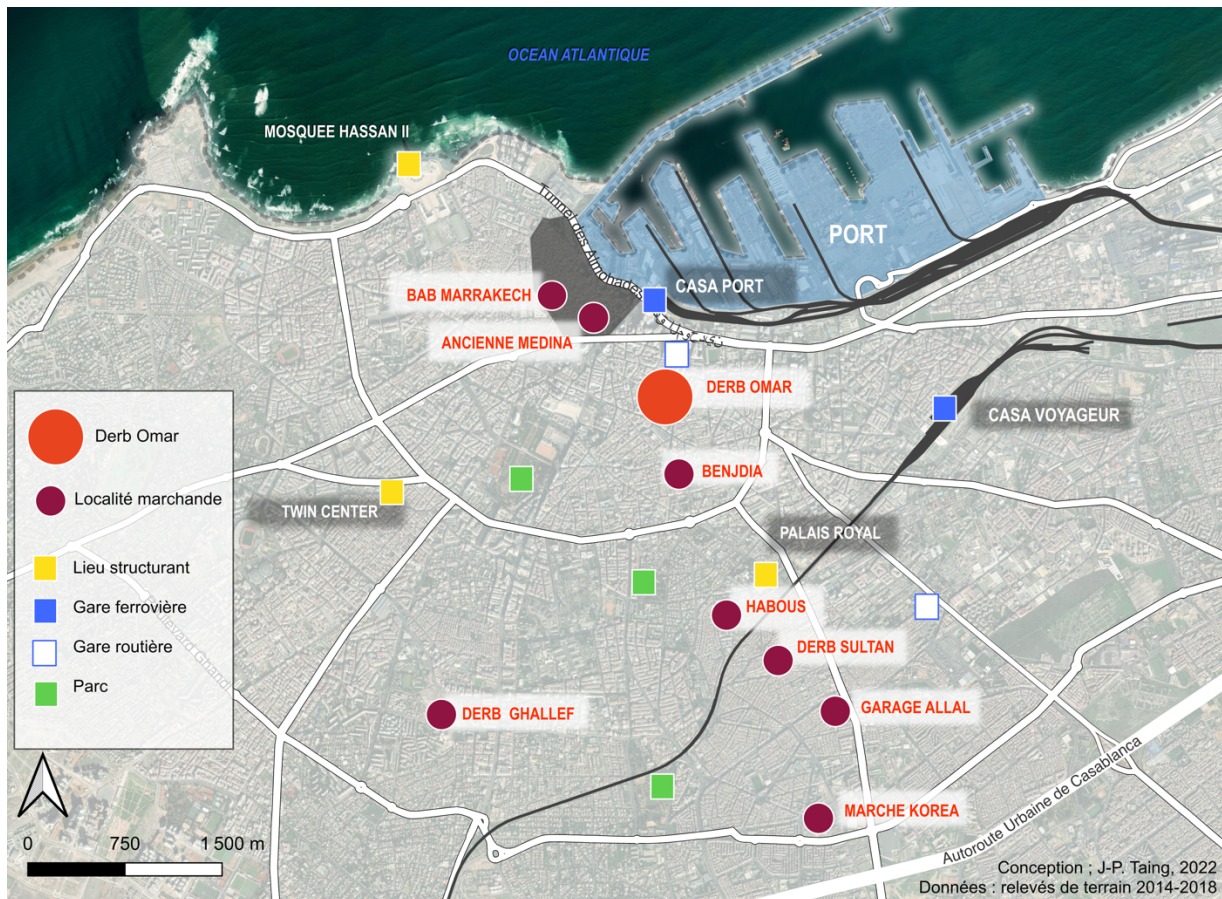 OCEAN ATLANTIQUE
MOSQUEE HASSAN II
Tunnel des Almohades
PORT
CASA PORT
BAB MARRAKECH
ANCIENNE MEDINA
DERB OMAR
CASA VOYAGEUR
BENJDIA
TWIN CENTER
PALAIS ROYAL
HABOUS
DERB SULTAN
DERB GHALLEF
GARAGE ALLAL
MARCHE KOREA
Autoroute Urbaine de Casablanca
Derb Omar
Localité marchande
Lieu structurant
Gare ferrovière
Gare routière
Parc
0 750 1 500 m
Conception ; J-P. Taing, 2022
Données : relevés de terrain 2014-2018